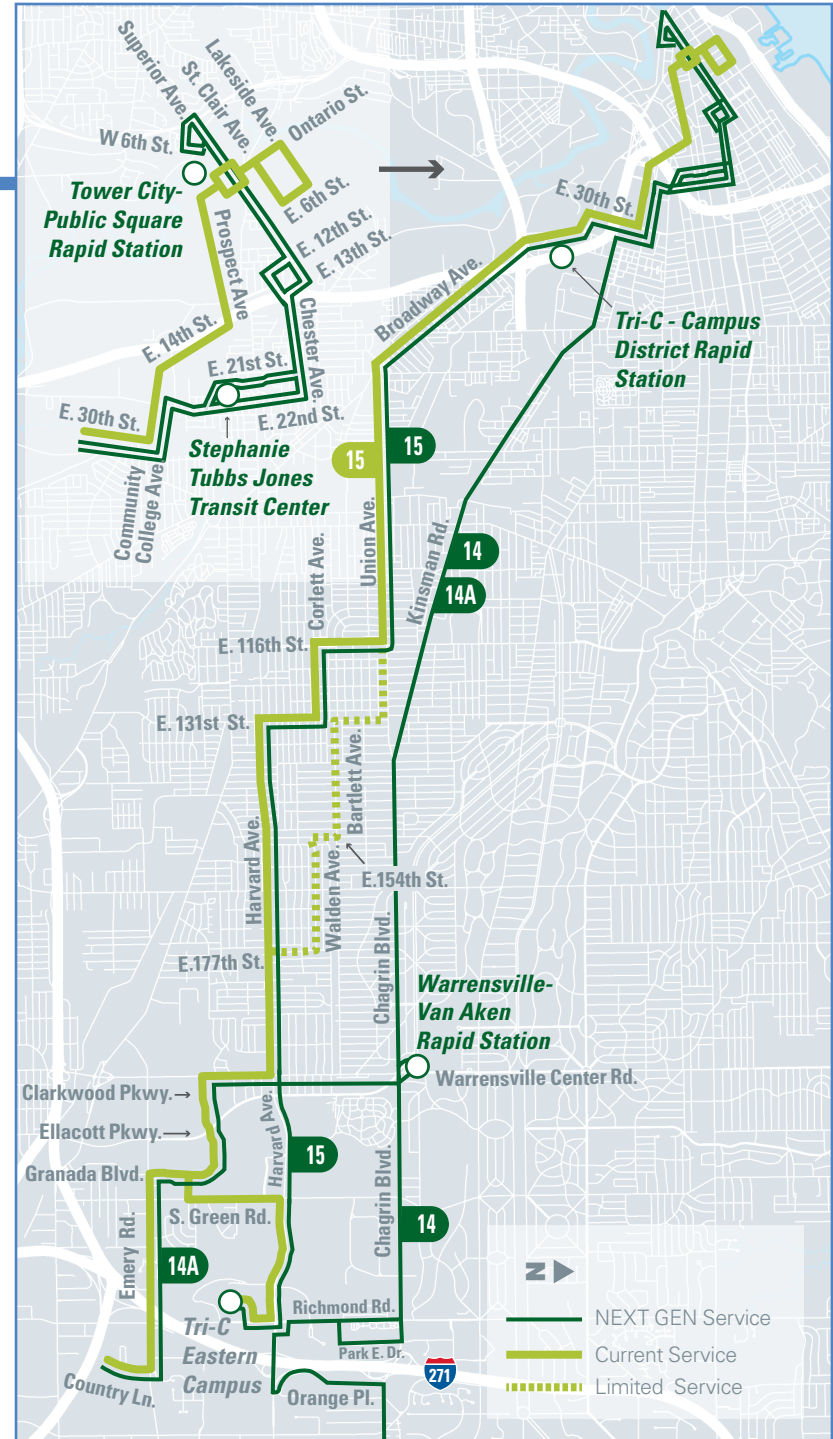 Superior Ave.
St. Clair Ave.
Lakeside Ave.
Ontario St.
W 6th St.
E. 6th St.
Tower City-
Public Square
Rapid Station
Prospect Ave
E. 12th St.
E. 13th St.
Chester Ave.
E. 14th St.
E. 21st St.
E. 22nd St.
E. 30th St.
Community
College Ave.
Stephanie
Tubbs Jones
Transit Center
E. 30th St.
Broadway Ave.
Tri-C - Campus
District Rapid
Station
15
15
Union Ave.
Kinsman Rd.
14
14A
Corlett Ave.
E. 116th St.
E. 131st St.
Bartlett Ave.
Walden Ave.
E.154th St.
Harvard Ave.
E.177th St.
Chagrin Blvd.
Warrensville-
Van Aken
Rapid Station
Warrensville Center Rd.
Clarkwood Pkwy.
Ellacott Pkwy.
Granada Blvd.
Harvard Ave.
15
S. Green Rd.
Chagrin Blvd.
14
Emery Rd.
14A
Tri-C
Eastern
Campus
Richmond Rd.
Park E. Dr.
Country Ln.
Orange Pl.
271
N
NEXT GEN Service
Current Service
Limited Service